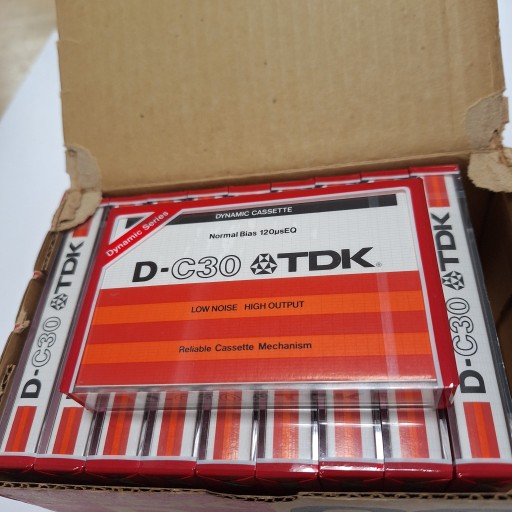 DYNAMIC CASSETTE
Dynamic Series
Normal Bias 120µsEQ
D-C30 TDK®
LOW NOISE HIGH OUTPUT
Reliable Cassette Mechanism
D-C30 TDK
D-C30